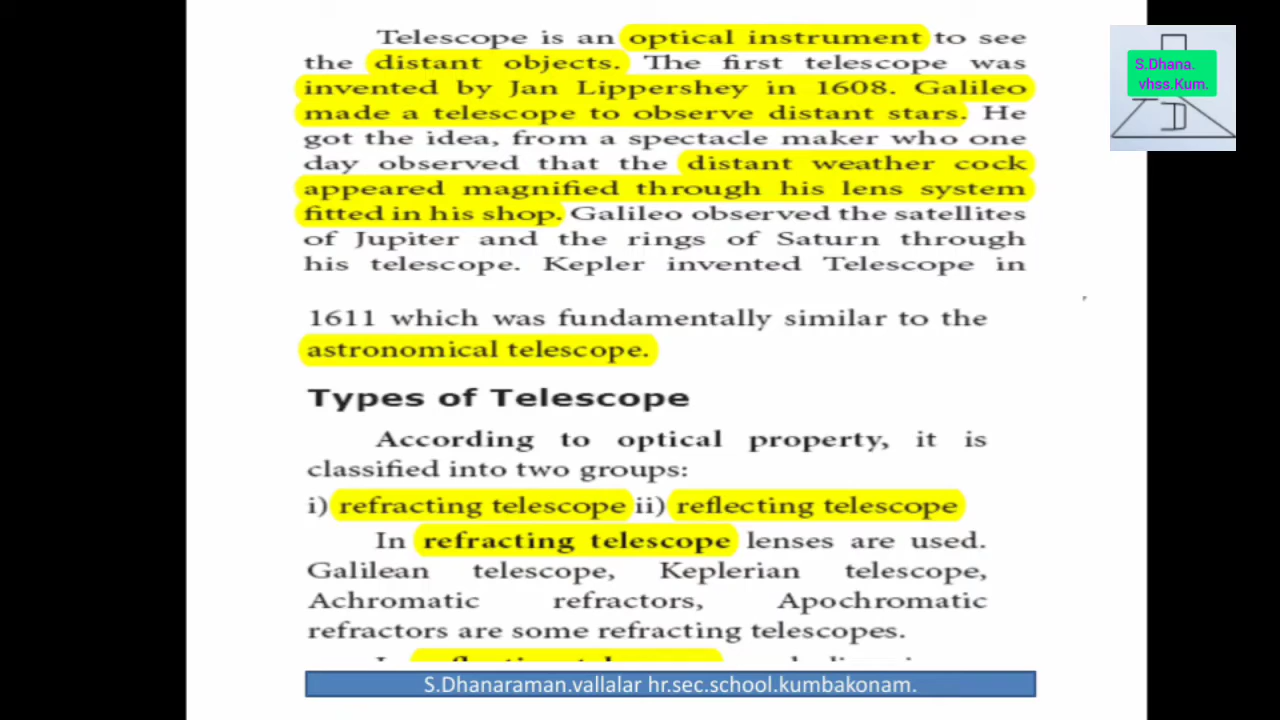 Telescope is an optical instrument to see
the distant objects. The first telescope was
invented by Jan Lippershey in 1608. Galileo
made a telescope to observe distant stars. He
got the idea, from a spectacle maker who one
day observed that the distant weather cock
appeared magnified through his lens system
fitted in his shop. Galileo observed the satellites
of Jupiter and the rings of Saturn through
his telescope. Kepler invented Telescope in
1611 which was fundamentally similar to the
astronomical telescope.
Types of Telescope
According to optical property, it is
classified into two groups:
i) refracting telescope ii) reflecting telescope
In refracting telescope lenses are used.
Galilean telescope, Keplerian telescope,
Achromatic refractors, Apochromatic
refractors are some refracting telescopes.
S.Dhanaraman.vallalar hr.sec.school.kumbakonam.
S.Dhana.
vhss.Kum.
D